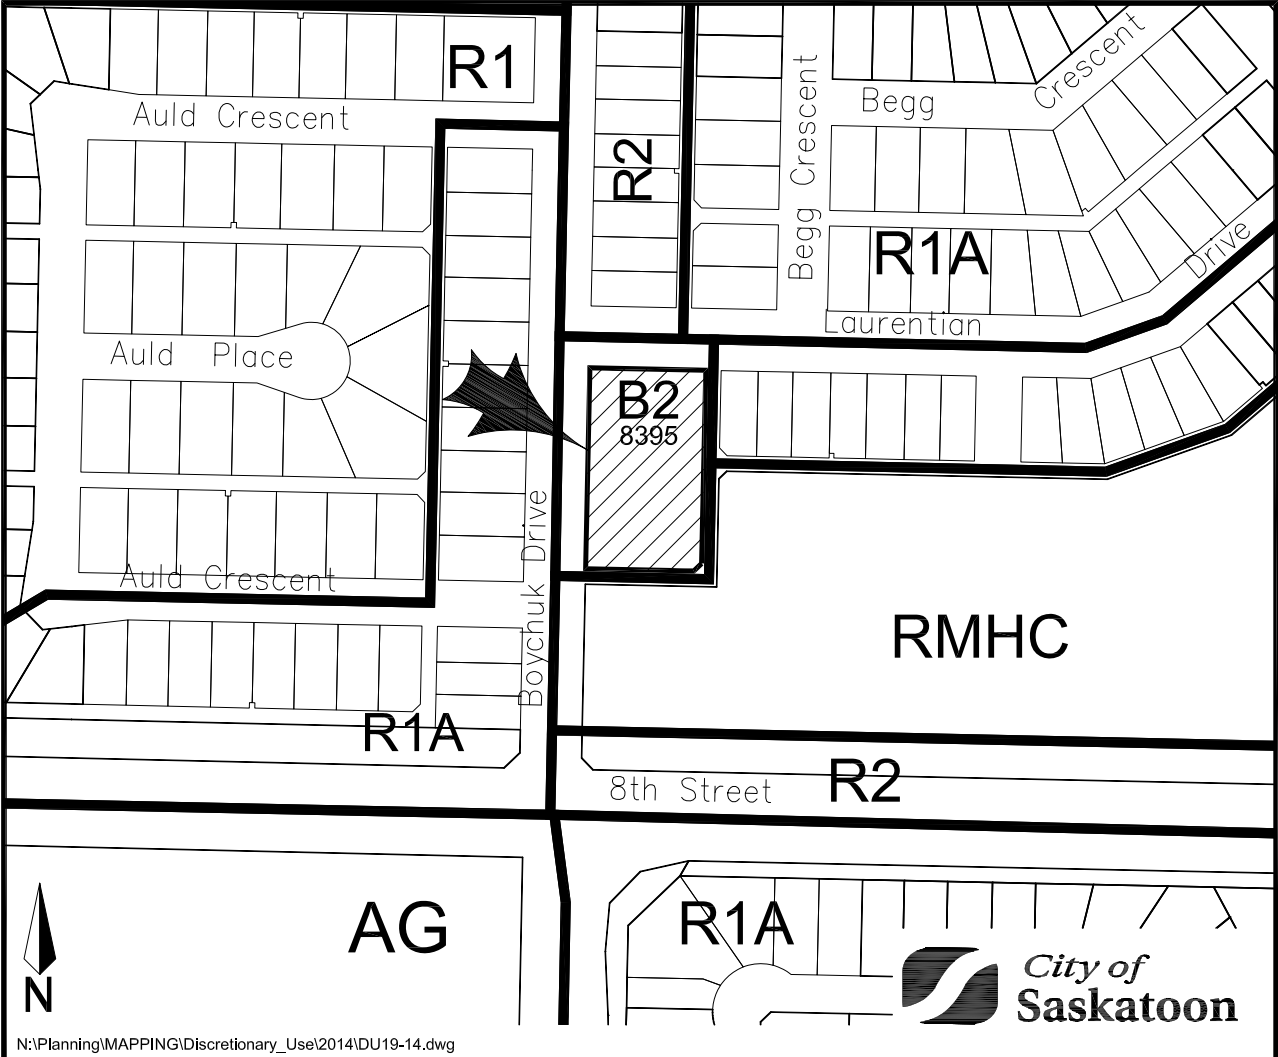 R1
Auld Crescent
R2
Begg Crescent
Begg
Crescent
R1A
Drive
Laurentian
Auld Place
B2
8395
Boychuk Drive
Auld Crescent
RMHC
R1A
8th Street
R2
AG
R1A
N
City of
Saskatoon
N:\Planning\MAPPING\Discretionary_Use\2014\DU19-14.dwg